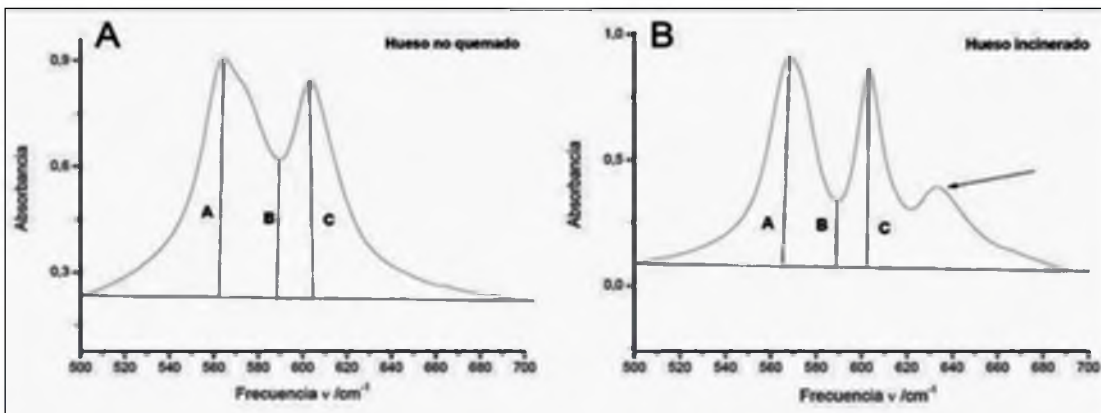 A
Hueso no quemado
0,9
0,6
0,3
Absorbancia
A
B
C
500 520 540 560 580 600 620 640 660 680 700
Frecuencia ν /cm⁻¹
B
Hueso incinerado
1,0
0,5
0,0
Absorbancia
A
B
C
500 520 540 560 580 600 620 640 660 680 700
Frecuencia ν /cm⁻¹